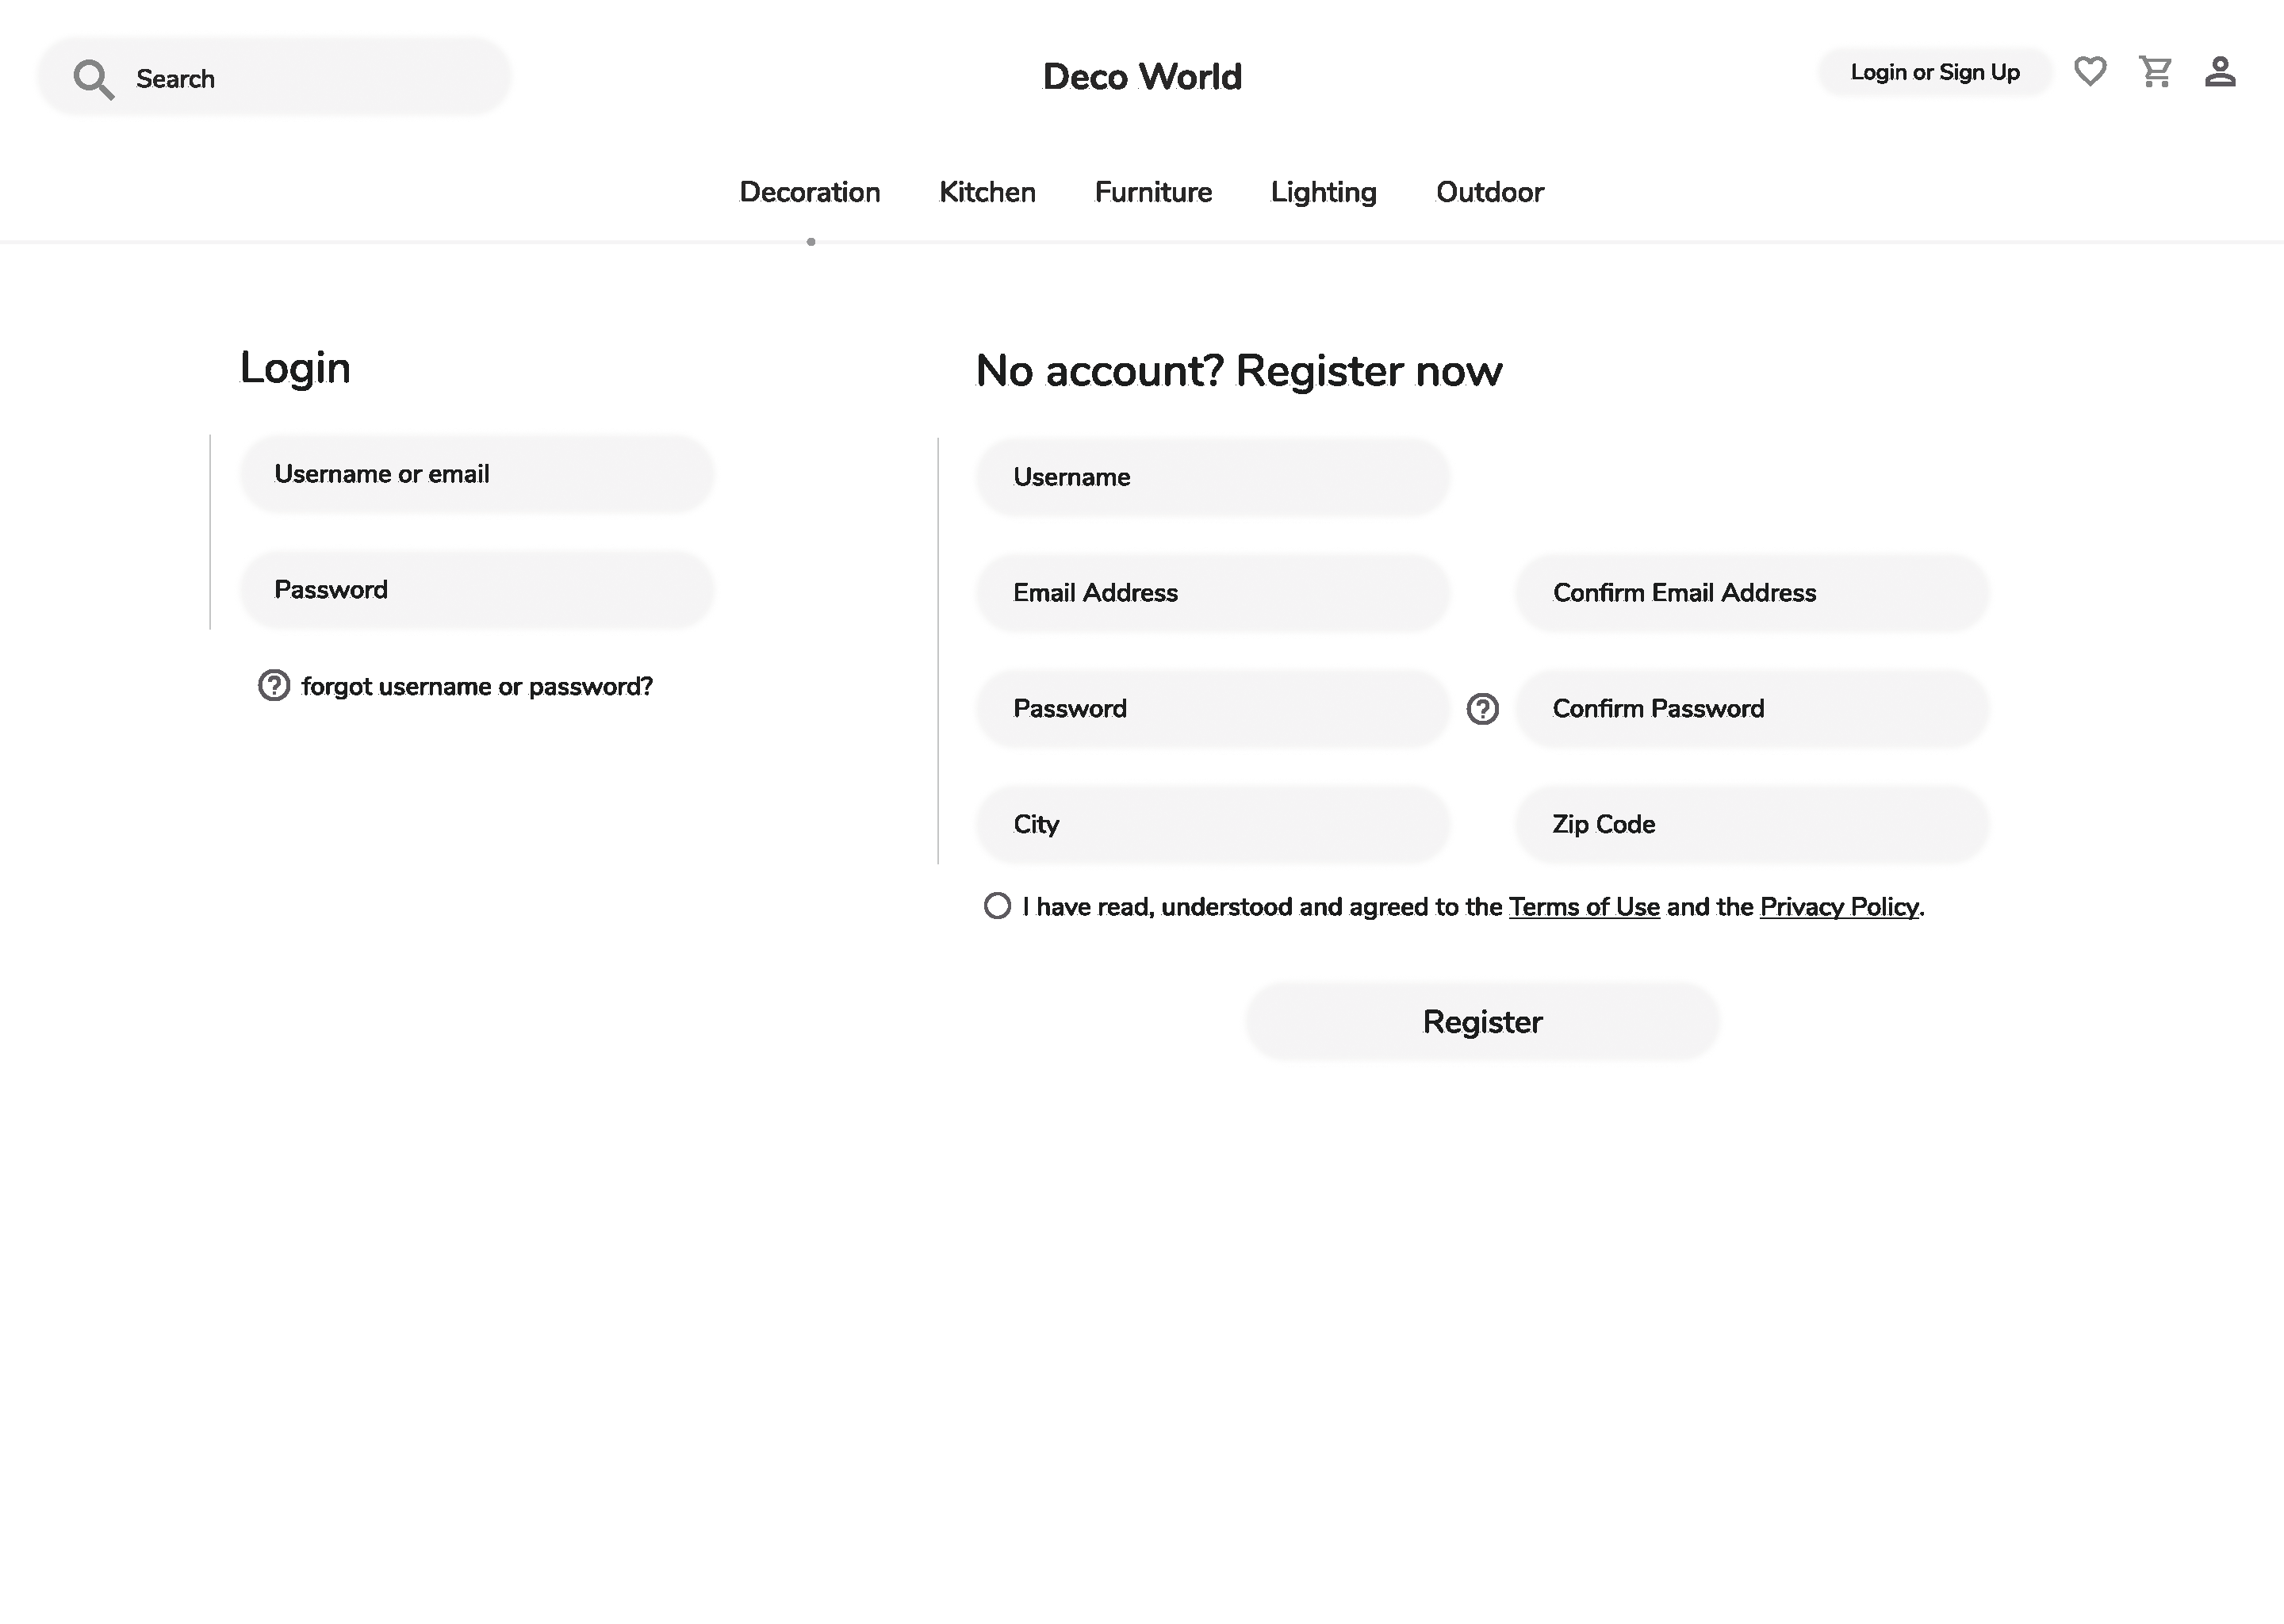 Search
Deco World
Login or Sign Up
Decoration Kitchen Furniture Lighting Outdoor
Login
Username or email
Password
forgot username or password?
No account? Register now
Username
Email Address
Confirm Email Address
Password
Confirm Password
City
Zip Code
I have read, understood and agreed to the Terms of Use and the Privacy Policy.
Register